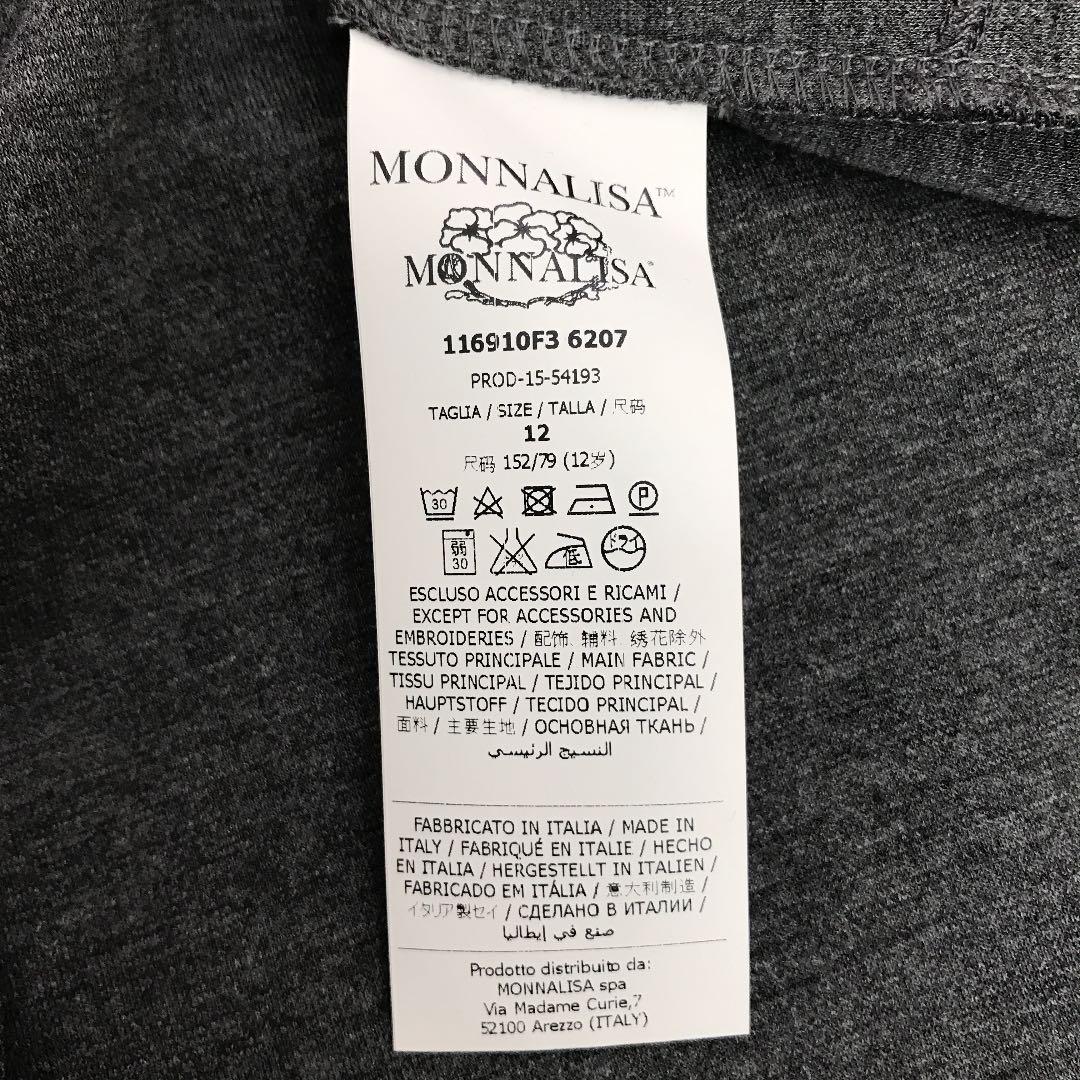 MONNALISA™
MONNALISA
116910F3 6207
PROD-15-54193
TAGLIA / SIZE / TALLA / 尺码
12
尺码 152/79 (12岁)
30 P
弱 30 低 ドライ
ESCLUSO ACCESSORI E RICAMI /
EXCEPT FOR ACCESSORIES AND
EMBROIDERIES / 配饰、辅料、绣花除外
TESSUTO PRINCIPALE / MAIN FABRIC /
TISSU PRINCIPAL / TEJIDO PRINCIPAL /
HAUPTSTOFF / TECIDO PRINCIPAL /
面料 / 主要生地 / ОСНОВНАЯ ТКАНЬ /
النسيج الرئيسي
FABBRICATO IN ITALIA / MADE IN
ITALY / FABRIQUÉ EN ITALIE / HECHO
EN ITALIA / HERGESTELLT IN ITALIEN /
FABRICADO EM ITÁLIA / 意大利制造 /
イタリア製セイ / СДЕЛАНО В ИТАЛИИ /
صنع في إيطاليا
Prodotto distribuito da:
MONNALISA spa
Via Madame Curie,7
52100 Arezzo (ITALY)